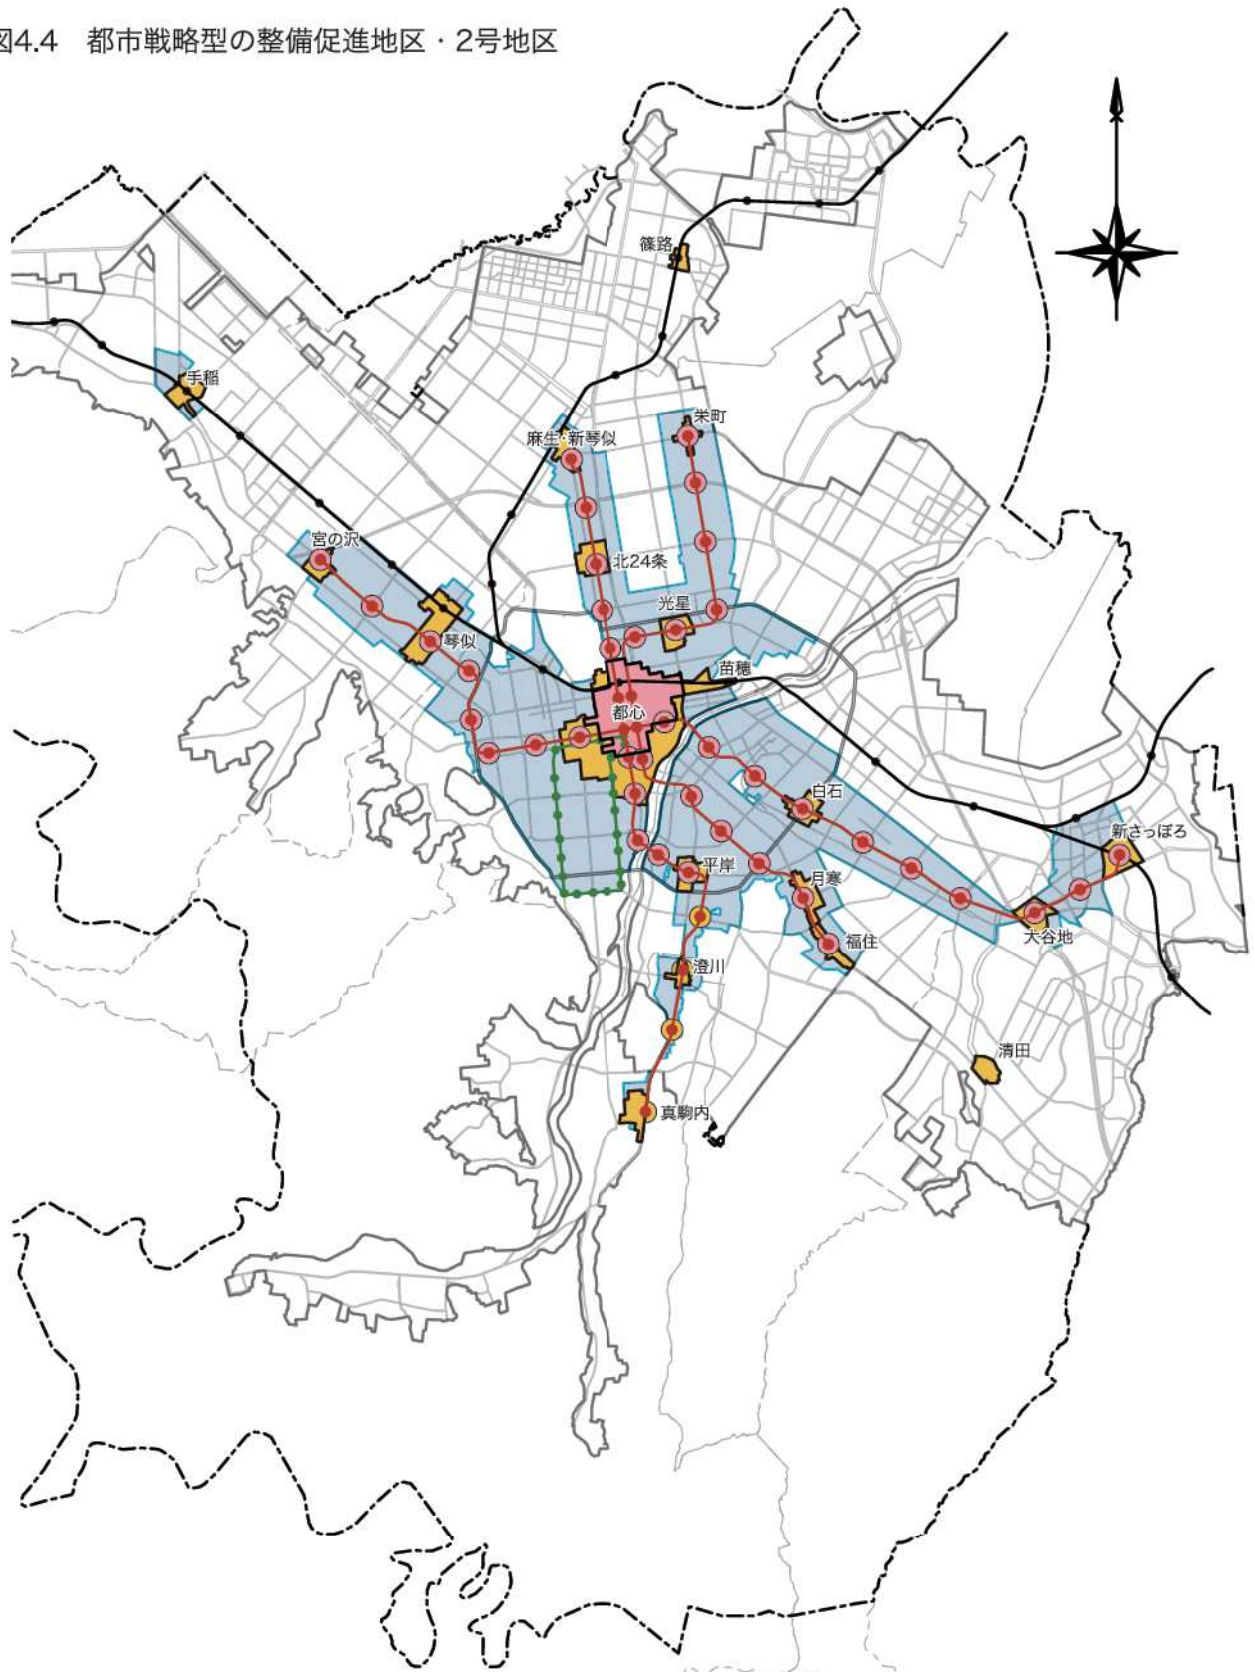 図4.4 都市戦略型の整備促進地区・2号地区
篠路
手稲
栄町
麻生・新琴似
宮の沢
北24条
光星
琴似
苗穂
都心
白石
新さっぽろ
平岸
月寒
大谷地
福住
澄川
清田
真駒内